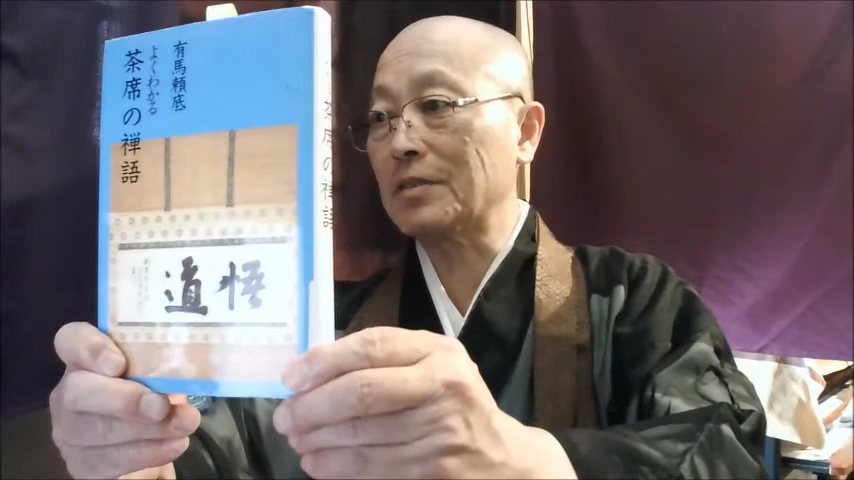 有馬頼底
よくわかる
茶席の禅語
茶席の禅語
悟道